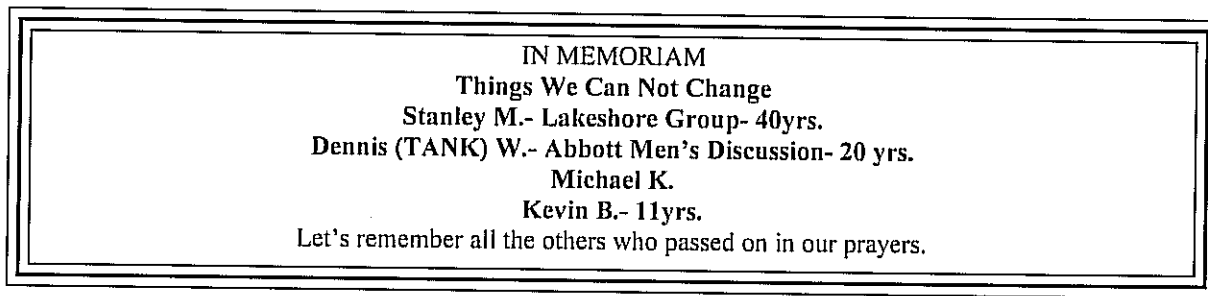 IN MEMORIAM
Things We Can Not Change
Stanley M.- Lakeshore Group- 40yrs.
Dennis (TANK) W.- Abbott Men's Discussion- 20 yrs.
Michael K.
Kevin B.- 11yrs.
Let's remember all the others who passed on in our prayers.